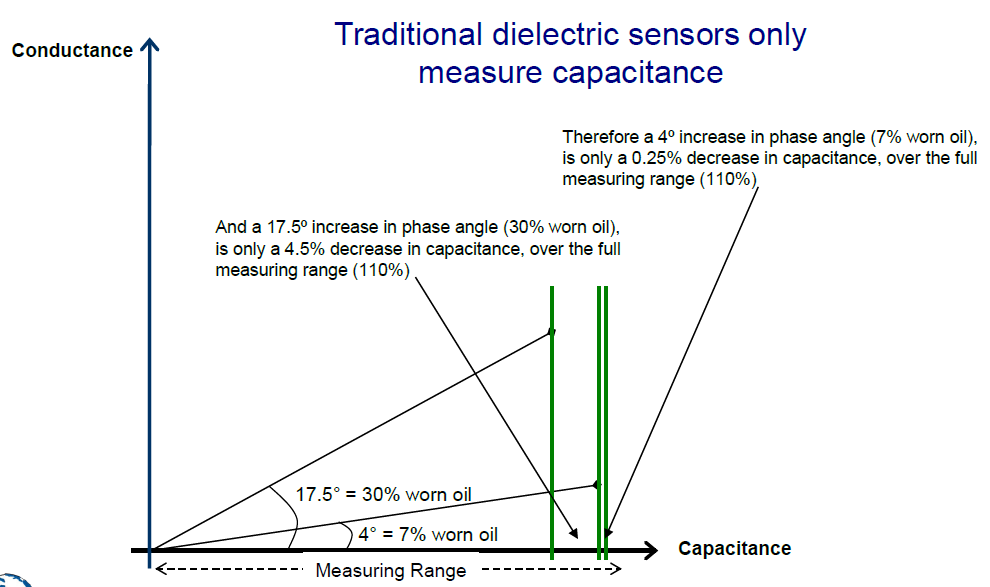 Traditional dielectric sensors only
measure capacitance
Conductance
Therefore a 4º increase in phase angle (7% worn oil),
is only a 0.25% decrease in capacitance, over the full
measuring range (110%)
And a 17.5º increase in phase angle (30% worn oil),
is only a 4.5% decrease in capacitance, over the full
measuring range (110%)
17.5° = 30% worn oil
4° = 7% worn oil
Capacitance
Measuring Range